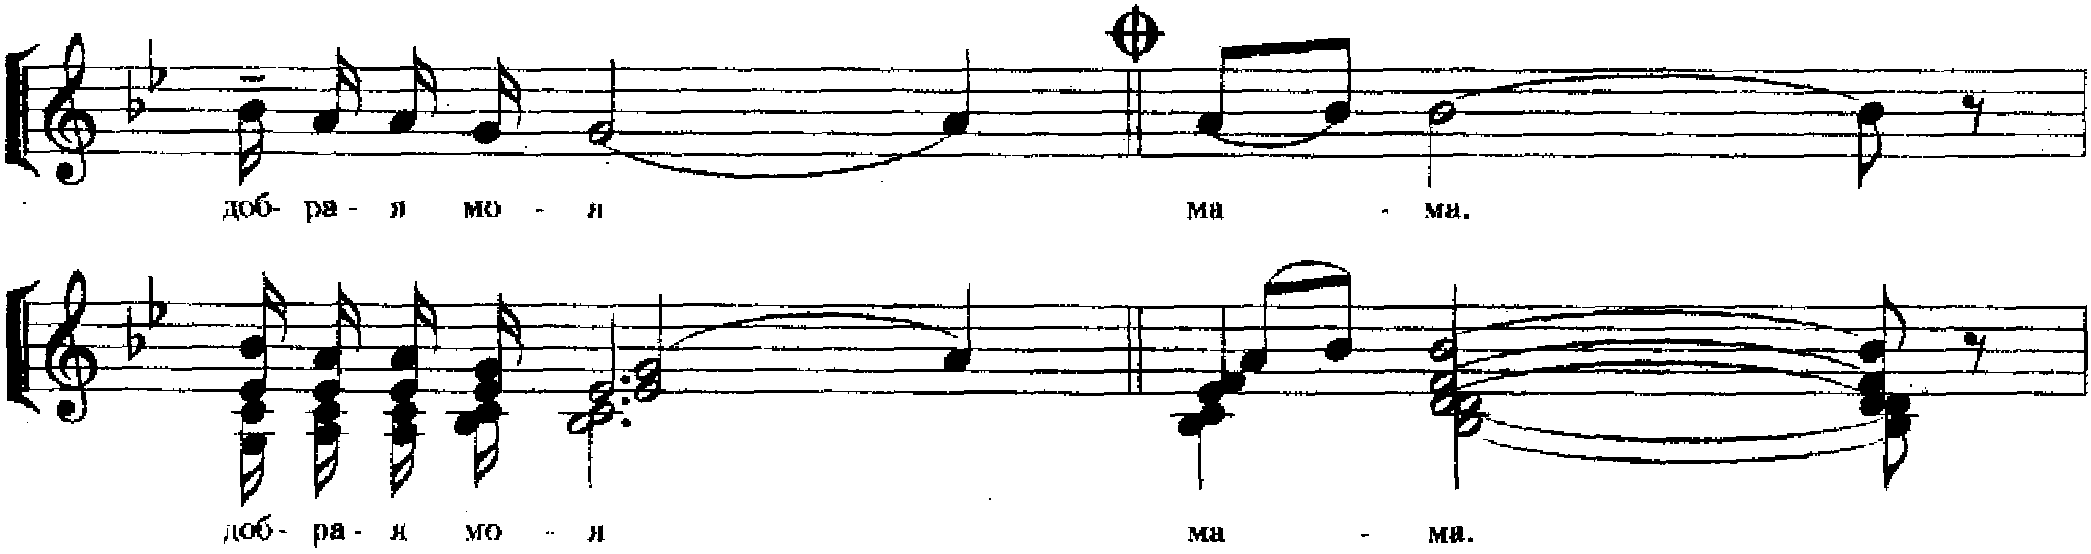 доб- ра - я мо - я ма - ма.
доб- ра - я мо - я ма - ма.